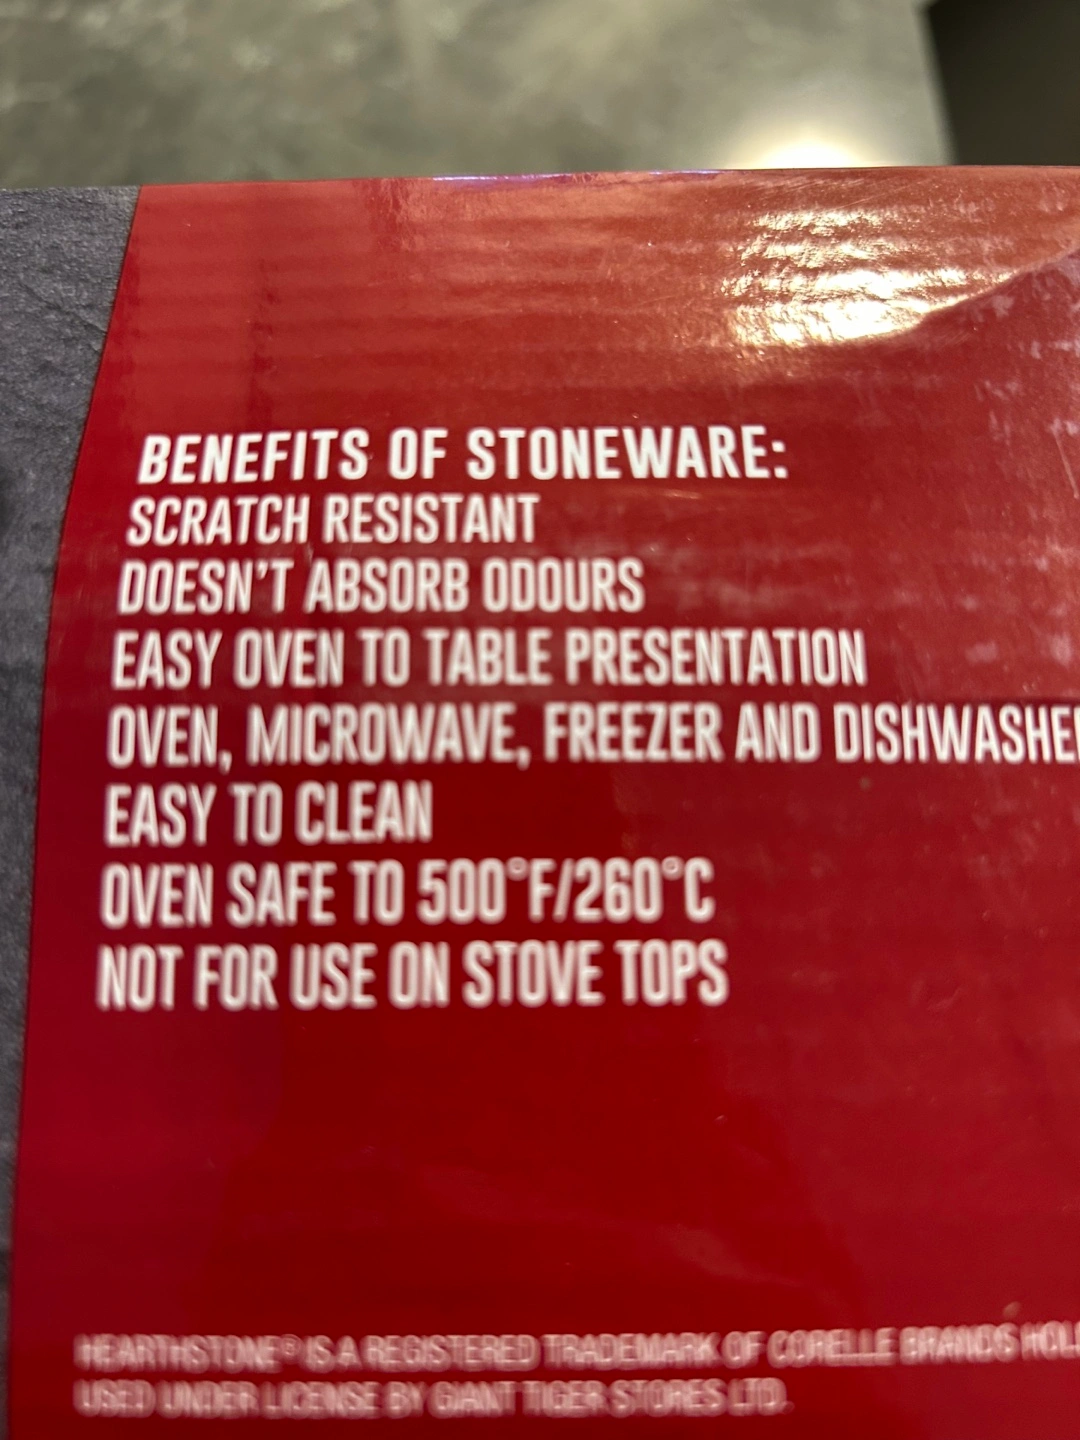 BENEFITS OF STONEWARE:
SCRATCH RESISTANT
DOESN'T ABSORB ODOURS
EASY OVEN TO TABLE PRESENTATION
OVEN, MICROWAVE, FREEZER AND DISHWASHE
EASY TO CLEAN
OVEN SAFE TO 500°F/260°C
NOT FOR USE ON STOVE TOPS
HEARTHSTONE® IS A REGISTERED TRADEMARK OF CORELLE BRANDS HOL
USED UNDER LICENSE BY GIANT TIGER STORES LTD.